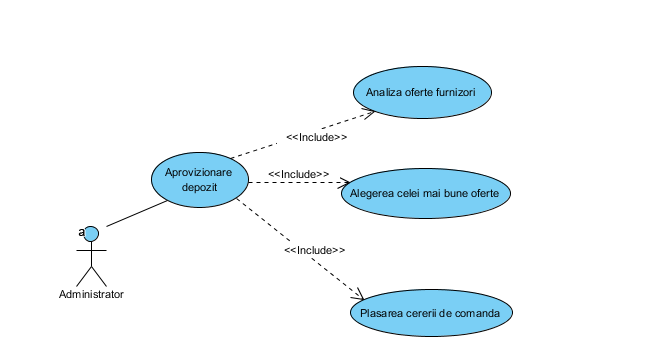 Analiza oferte furnizori
<<Include>>
Aprovizionare
depozit
<<Include>>
Alegerea celei mai bune oferte
a
<<Include>>
Administrator
Plasarea cererii de comanda